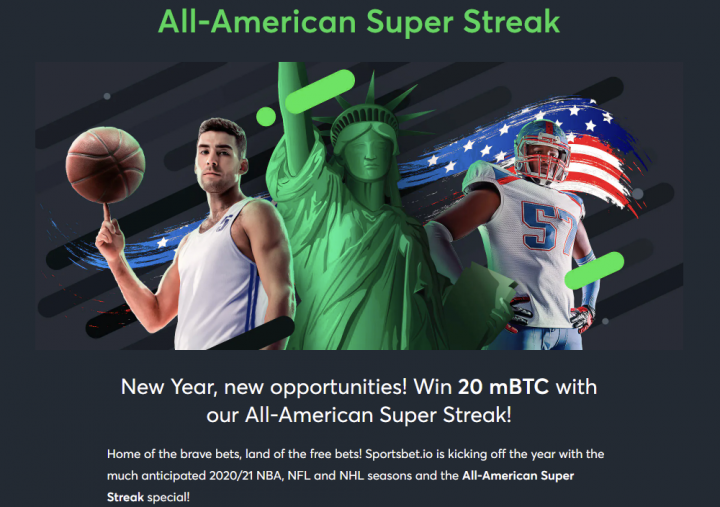 All-American Super Streak
57
New Year, new opportunities! Win 20 mBTC with
our All-American Super Streak!
Home of the brave bets, land of the free bets! Sportsbet.io is kicking off the year with the
much anticipated 2020/21 NBA, NFL and NHL seasons and the All-American Super
Streak special!